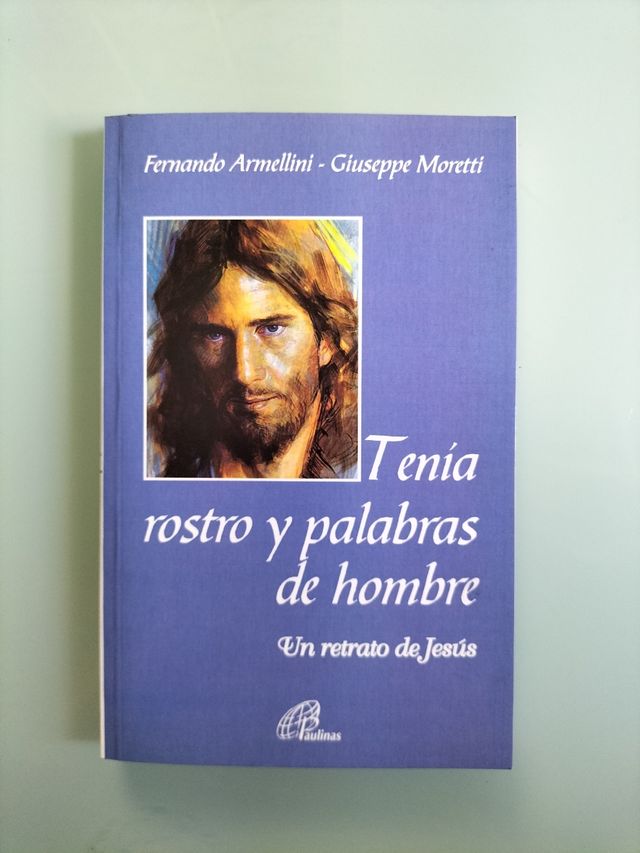 Fernando Armellini - Giuseppe Moretti
Tenía
rostro y palabras
de hombre
Un retrato de Jesús
Paulinas